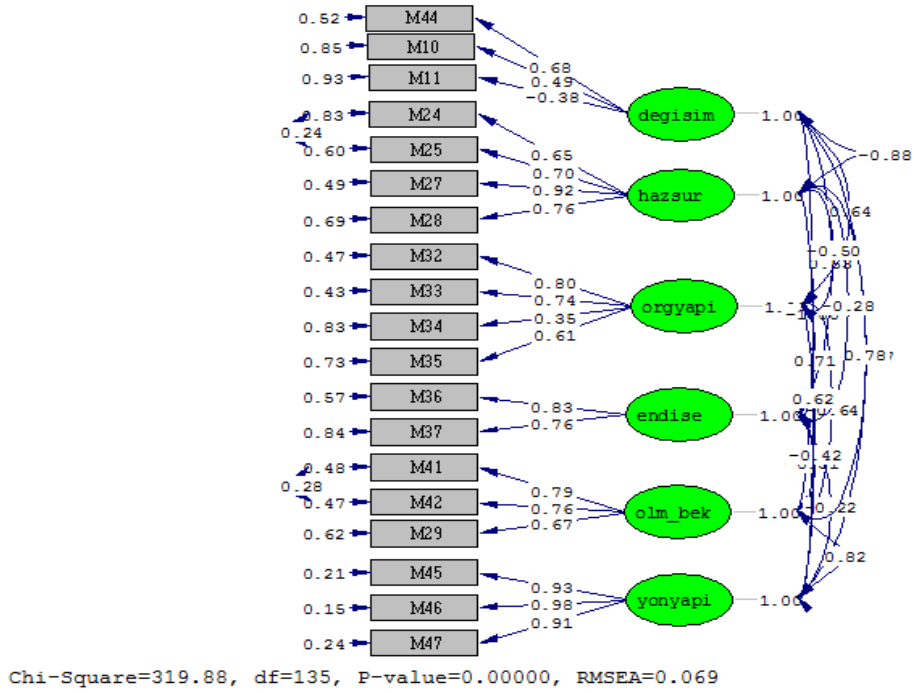 0.52 M44
0.85 M10
0.68
0.93 M11
0.49
-0.38
0.83 M24
degisim 1.00
0.24
0.60 M25
0.65
-0.88
0.70
0.49 M27
0.92
hazsur 1.00
0.76
0.64
0.69 M28
0.47 M32
-0.50
0.80
0.43 M33
0.74
orgyapi
-0.28
0.83 M34
0.35
0.61
0.73 M35
0.71
0.78
0.57 M36
0.83
0.62
endise 1.00
0.64
0.84 M37
0.76
0.48 M41
-0.42
0.28
0.79
0.47 M42
0.76
olm_bek 1.00
-0.22
0.62 M29
0.67
0.82
0.21 M45
0.93
0.15 M46
0.98
yonyapi 1.00
0.91
0.24 M47
Chi-Square=319.88, df=135, P-value=0.00000, RMSEA=0.069